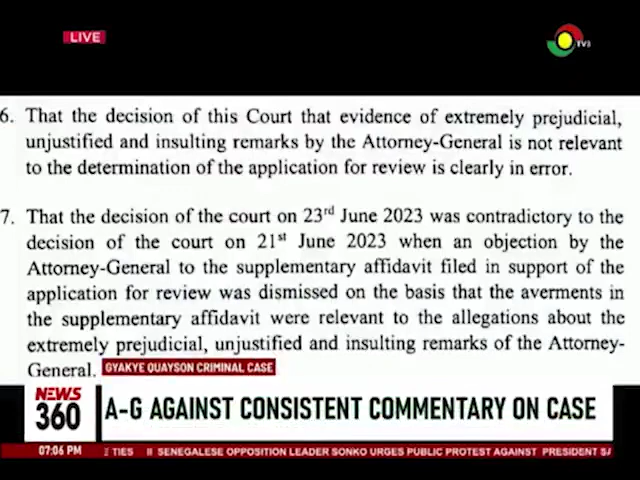 LIVE
TV3
6. That the decision of this Court that evidence of extremely prejudicial,
unjustified and insulting remarks by the Attorney-General is not relevant
to the determination of the application for review is clearly in error.
7. That the decision of the court on 23rd June 2023 was contradictory to the
decision of the court on 21st June 2023 when an objection by the
Attorney-General to the supplementary affidavit filed in support of the
application for review was dismissed on the basis that the averments in
the supplementary affidavit were relevant to the allegations about the
extremely prejudicial, unjustified and insulting remarks of the Attorney-
General.
GYAKYE QUAYSON CRIMINAL CASE
NEWS
360
A-G AGAINST CONSISTENT COMMENTARY ON CASE
07:06 PM
TIES
SENEGALESE OPPOSITION LEADER SONKO URGES PUBLIC PROTEST AGAINST PRESIDENT SA